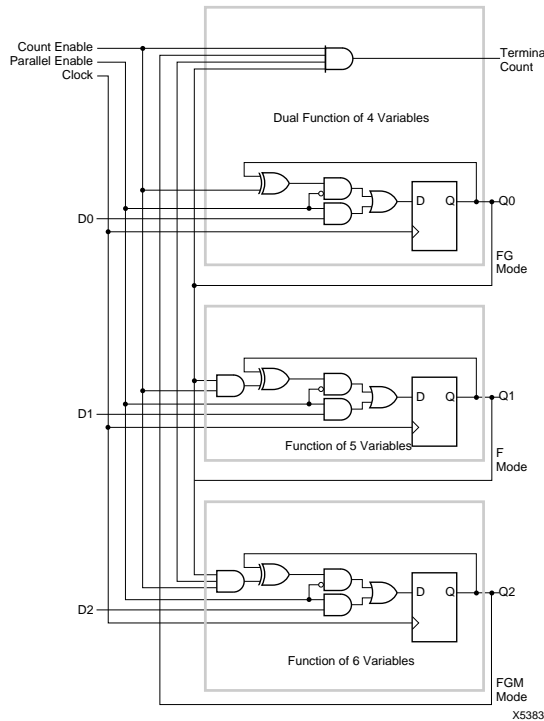 Count Enable
Parallel Enable
Clock
Termina
Count
Dual Function of 4 Variables
D Q
Q0
D0
FG
Mode
D Q
Q1
D1
Function of 5 Variables
F
Mode
D Q
Q2
D2
Function of 6 Variables
FGM
Mode
X5383